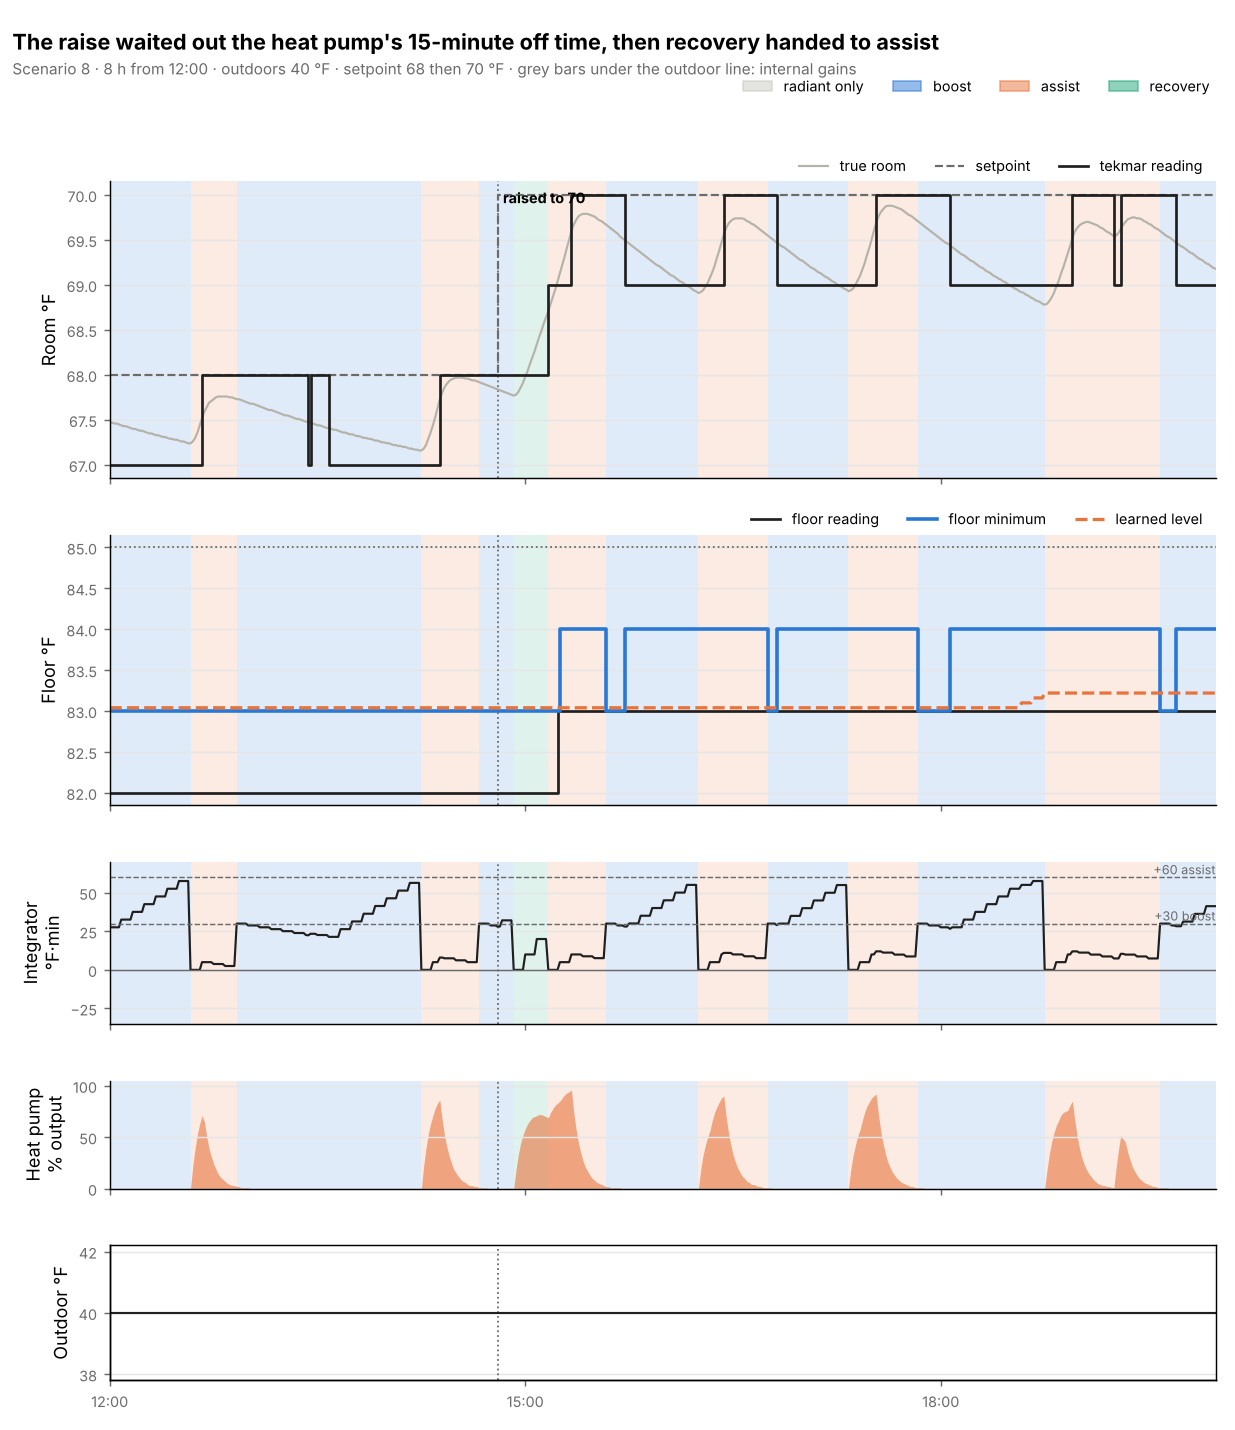 The raise waited out the heat pump's 15-minute off time, then recovery handed to assist
Scenario 8 · 8 h from 12:00 · outdoors 40 °F · setpoint 68 then 70 °F · grey bars under the outdoor line: internal gains
radiant only boost assist recovery
true room setpoint tekmar reading
Room °F
70.0
69.5
69.0
68.5
68.0
67.5
67.0
raised to 70
floor reading floor minimum learned level
Floor °F
85.0
84.5
84.0
83.5
83.0
82.5
82.0
Integrator
°F·min
50
25
0
−25
+60 assist
+30 boost
Heat pump
% output
100
50
0
Outdoor °F
42
40
38
12:00 15:00 18:00